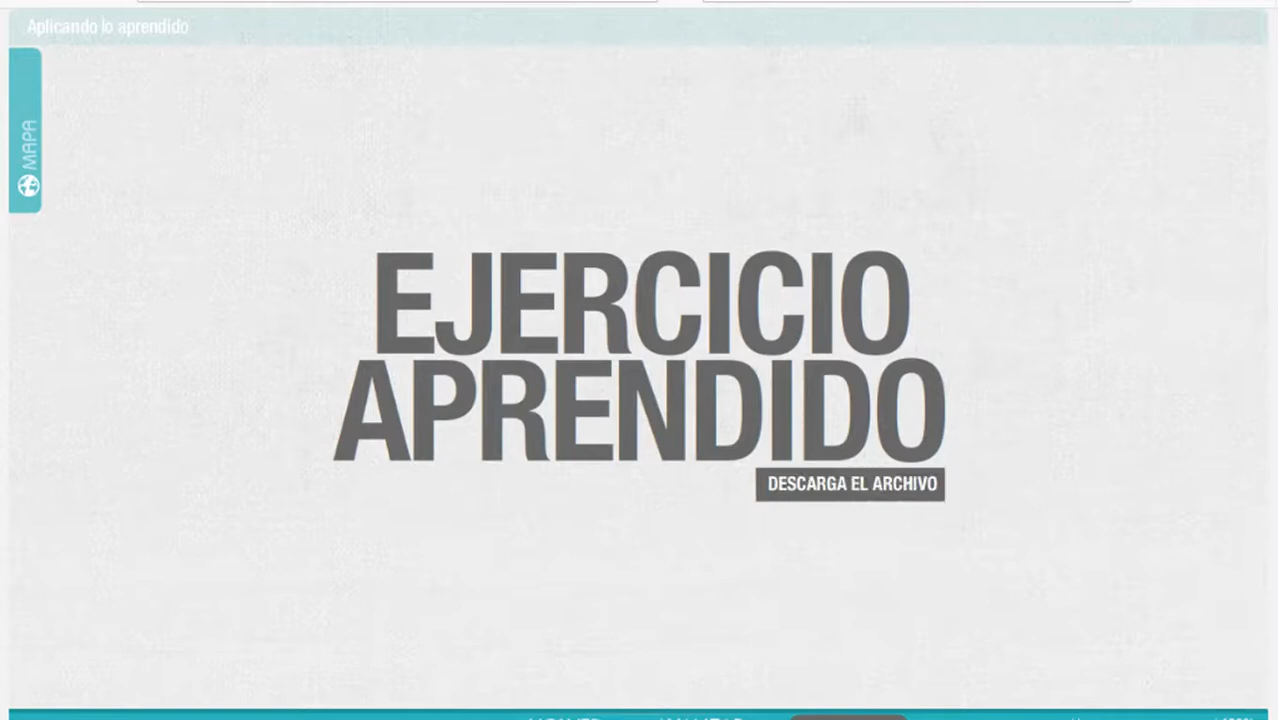 Aplicando lo aprendido
MAPA
EJERCICIO
APRENDIDO
DESCARGA EL ARCHIVO